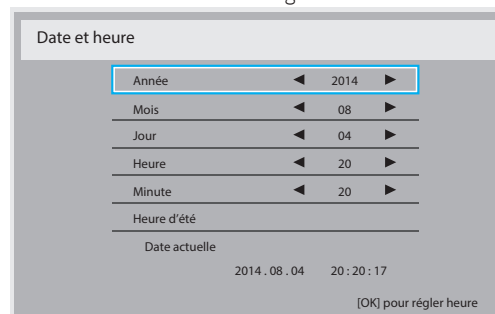 Date et heure
Année ◀ 2014 ▶
Mois ◀ 08 ▶
Jour ◀ 04 ▶
Heure ◀ 20 ▶
Minute ◀ 20 ▶
Heure d'été
Date actuelle
2014 . 08 . 04 20 : 20 : 17
[OK] pour régler heure